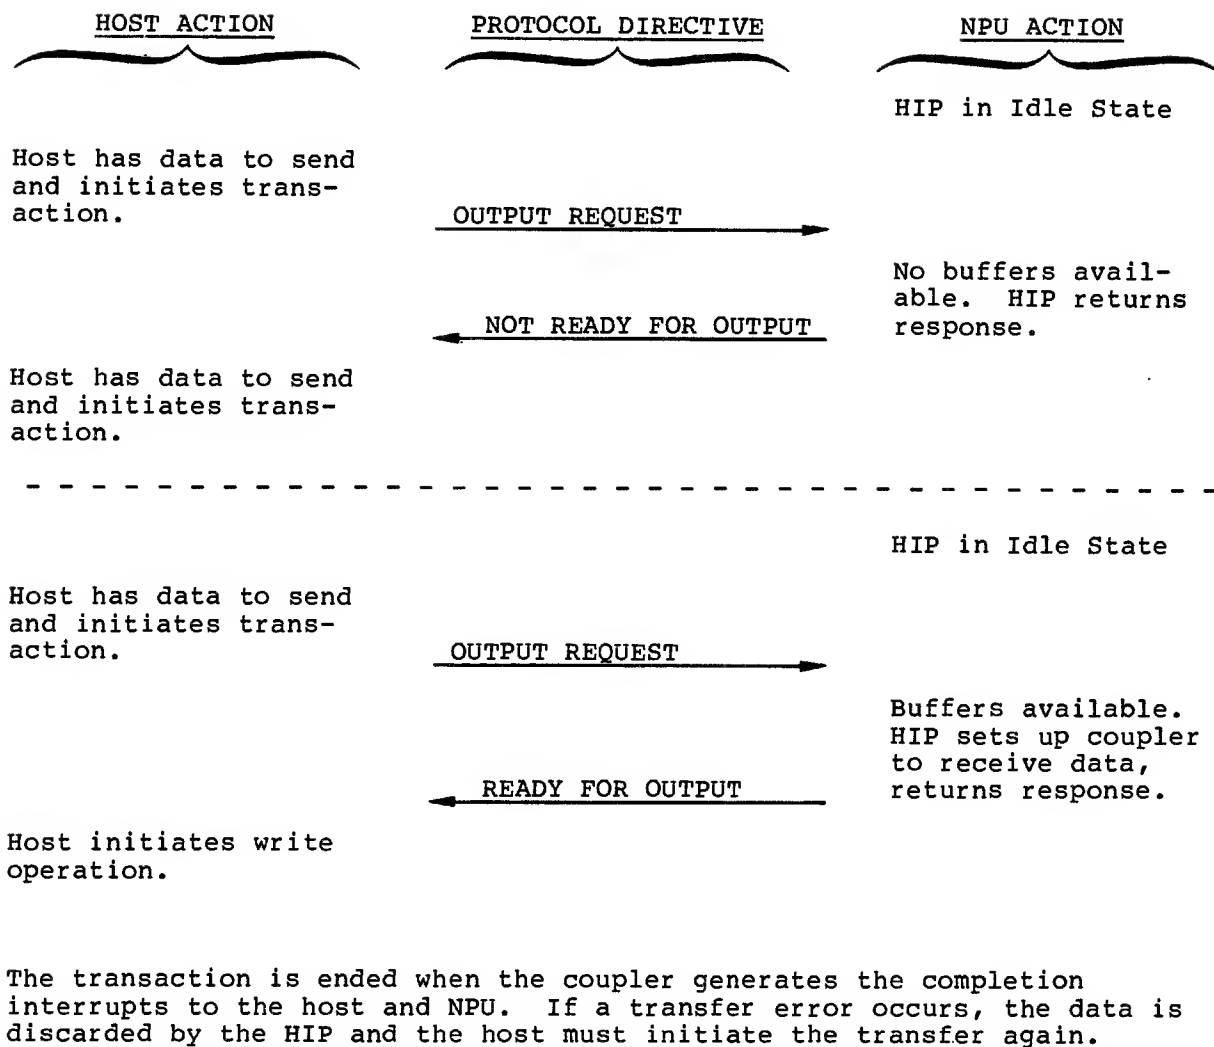 HOST ACTION PROTOCOL DIRECTIVE NPU ACTION
HIP in Idle State
Host has data to send
and initiates trans-
action.
OUTPUT REQUEST
No buffers avail-
able. HIP returns
response.
NOT READY FOR OUTPUT
Host has data to send
and initiates trans-
action.
HIP in Idle State
Host has data to send
and initiates trans-
action.
OUTPUT REQUEST
Buffers available.
HIP sets up coupler
to receive data,
returns response.
READY FOR OUTPUT
Host initiates write
operation.
The transaction is ended when the coupler generates the completion
interrupts to the host and NPU. If a transfer error occurs, the data is
discarded by the HIP and the host must initiate the transfer again.